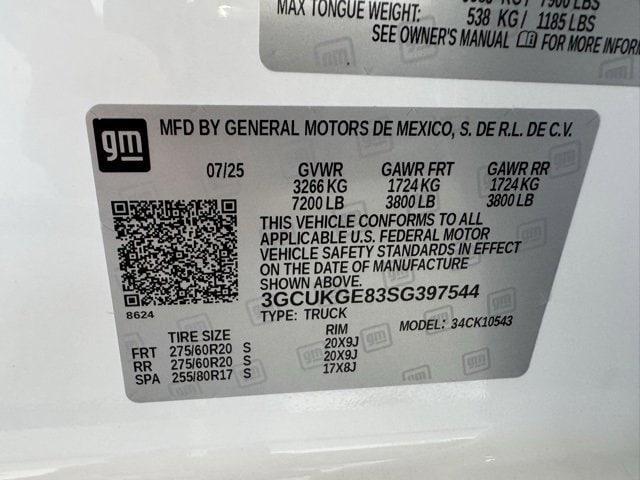 KG / 7900 LBS
MAX TONGUE WEIGHT: 538 KG / 1185 LBS
SEE OWNER'S MANUAL FOR MORE INFOR
gm MFD BY GENERAL MOTORS DE MEXICO, S. DE R.L. DE C.V.
07/25 GVWR GAWR FRT GAWR RR
3266 KG 1724 KG 1724 KG
7200 LB 3800 LB 3800 LB
THIS VEHICLE CONFORMS TO ALL
APPLICABLE U.S. FEDERAL MOTOR
VEHICLE SAFETY STANDARDS IN EFFECT
ON THE DATE OF MANUFACTURE
3GCUKGE83SG397544
8624 TYPE: TRUCK MODEL: 34CK10543
TIRE SIZE RIM
FRT 275/60R20 S 20X9J
RR 275/60R20 S 20X9J
SPA 255/80R17 S 17X8J